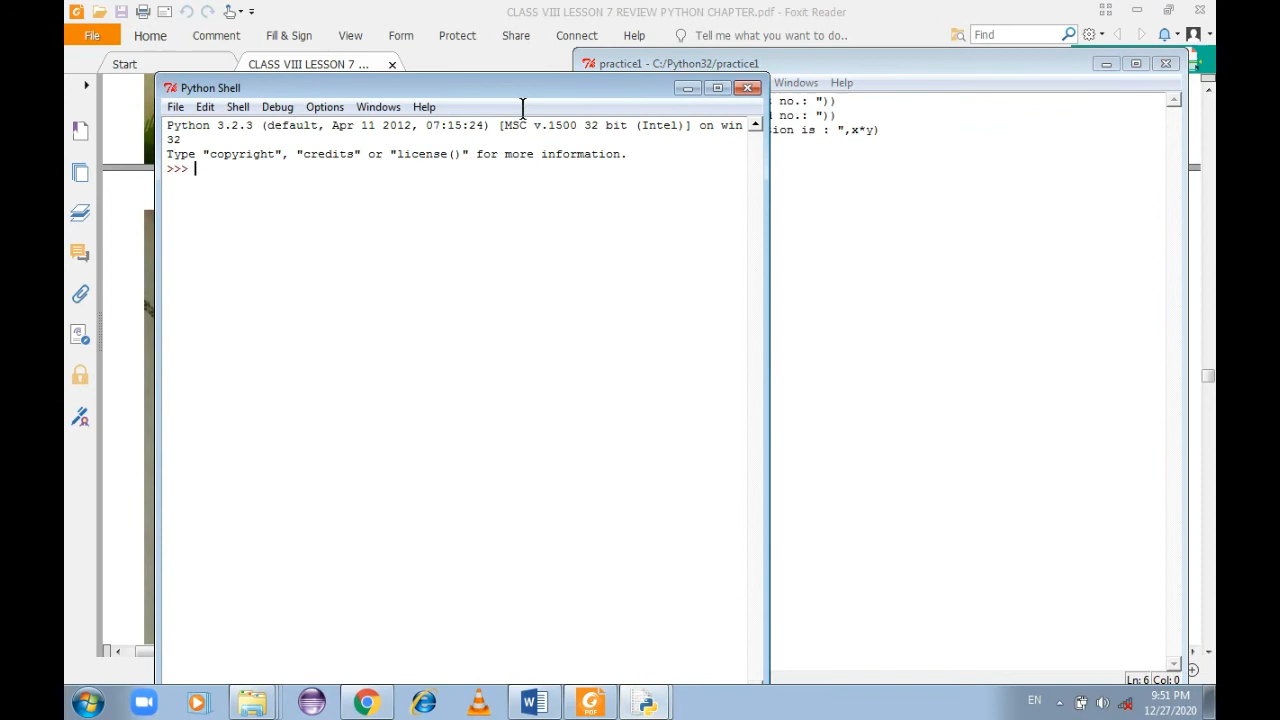 CLASS VIII LESSON 7 REVIEW PYTHON CHAPTER.pdf - Foxit Reader
File Home Comment Fill & Sign View Form Protect Share Connect Help Tell me what you want to do.. Find
Start CLASS VIII LESSON 7 ...
practice1 - C:/Python32/practice1
Windows Help
no.: "))
no.: "))
ion is : ",x*y)
Ln: 6 Col: 0
Python Shell
File Edit Shell Debug Options Windows Help
Python 3.2.3 (default, Apr 11 2012, 07:15:24) [MSC v.1500 32 bit (Intel)] on win
32
Type "copyright", "credits" or "license()" for more information.
>>>
EN
9:51 PM
12/27/2020